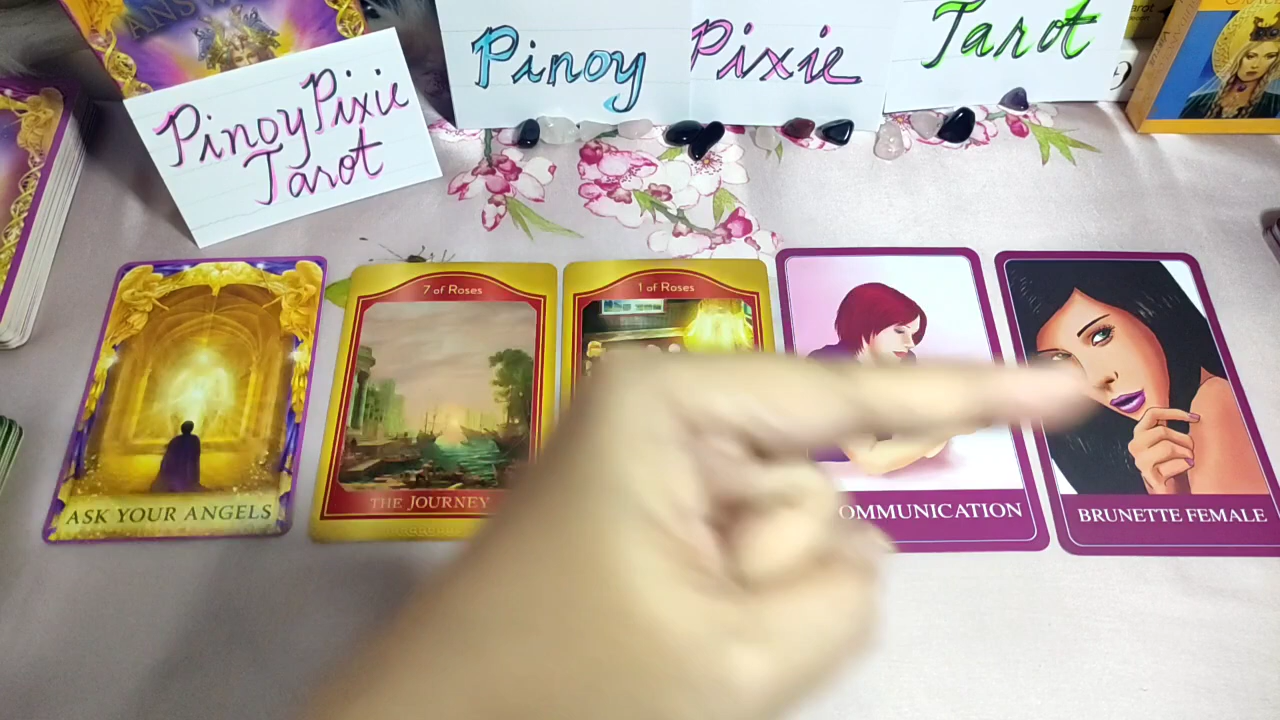 ANSW
Pinoy Pixie Tarot
PinoyPixie
Tarot
7 of Roses
1 of Roses
ASK YOUR ANGELS
THE JOURNEY
OMMUNICATION
BRUNETTE FEMALE